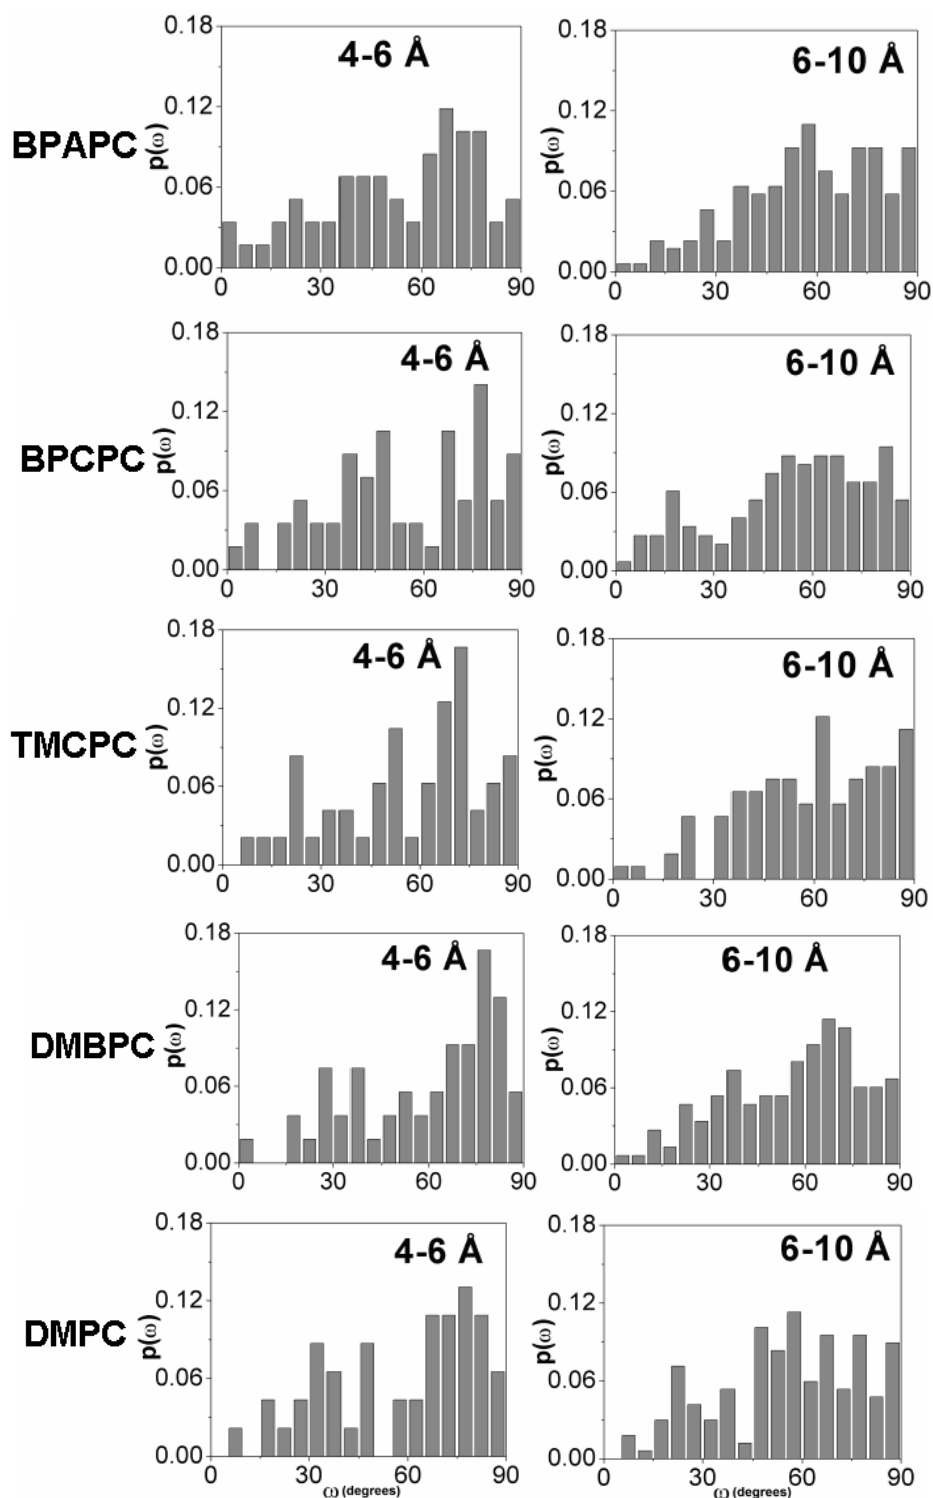 0.18
4-6 Å
0.12
BPAPC
p(ω)
0.06
0.00
0 30 60 90
0.18
6-10 Å
0.12
p(ω)
0.06
0.00
0 30 60 90
0.18
4-6 Å
0.12
BPCPC
p(ω)
0.06
0.00
0 30 60 90
0.18
6-10 Å
0.12
p(ω)
0.06
0.00
0 30 60 90
0.18
4-6 Å
0.12
TMCPC
p(ω)
0.06
0.00
0 30 60 90
0.18
6-10 Å
0.12
p(ω)
0.06
0.00
0 30 60 90
0.18
4-6 Å
0.12
DMBPC
p(ω)
0.06
0.00
0 30 60 90
0.18
6-10 Å
0.12
p(ω)
0.06
0.00
0 30 60 90
0.18
4-6 Å
0.12
DMPC
p(ω)
0.06
0.00
0 30 60 90
ω (degrees)
0.18
6-10 Å
0.12
p(ω)
0.06
0.00
0 30 60 90
ω (degrees)